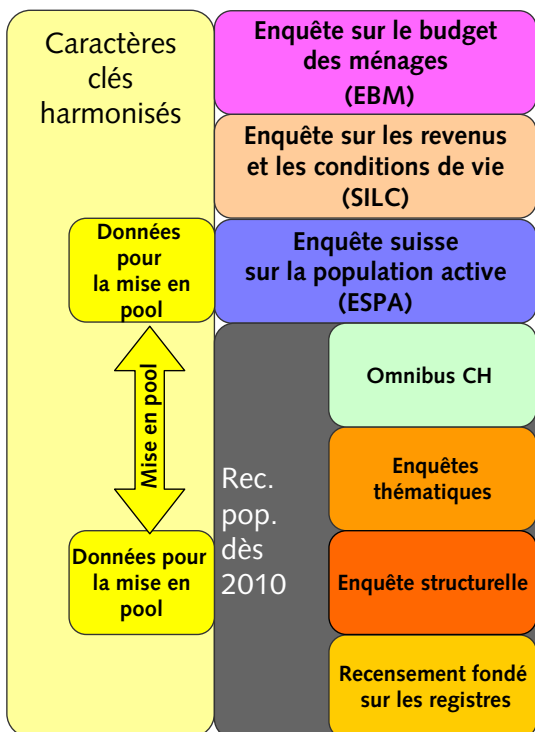 Caractères
clés
harmonisés
Enquête sur le budget
des ménages
(EBM)
Enquête sur les revenus
et les conditions de vie
(SILC)
Données
pour
la mise en
pool
Enquête suisse
sur la population active
(ESPA)
Mise en pool
Omnibus CH
Enquêtes
thématiques
Rec.
pop.
dès
2010
Données pour
la mise en
pool
Enquête structurelle
Recensement fondé
sur les registres